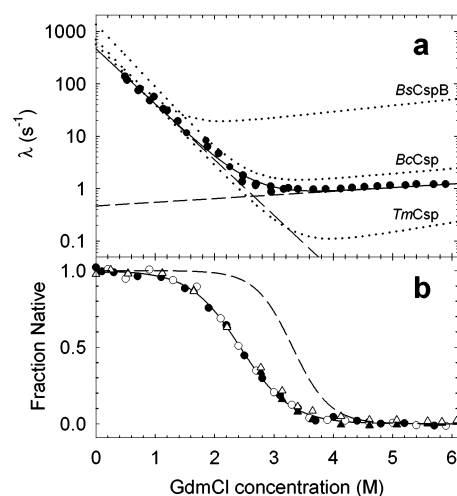 1000
100
10
1
0.1
λ (s⁻¹)
a
BsCspB
BcCsp
TmCsp
1.0
0.5
0.0
Fraction Native
b
0 1 2 3 4 5 6
GdmCl concentration (M)